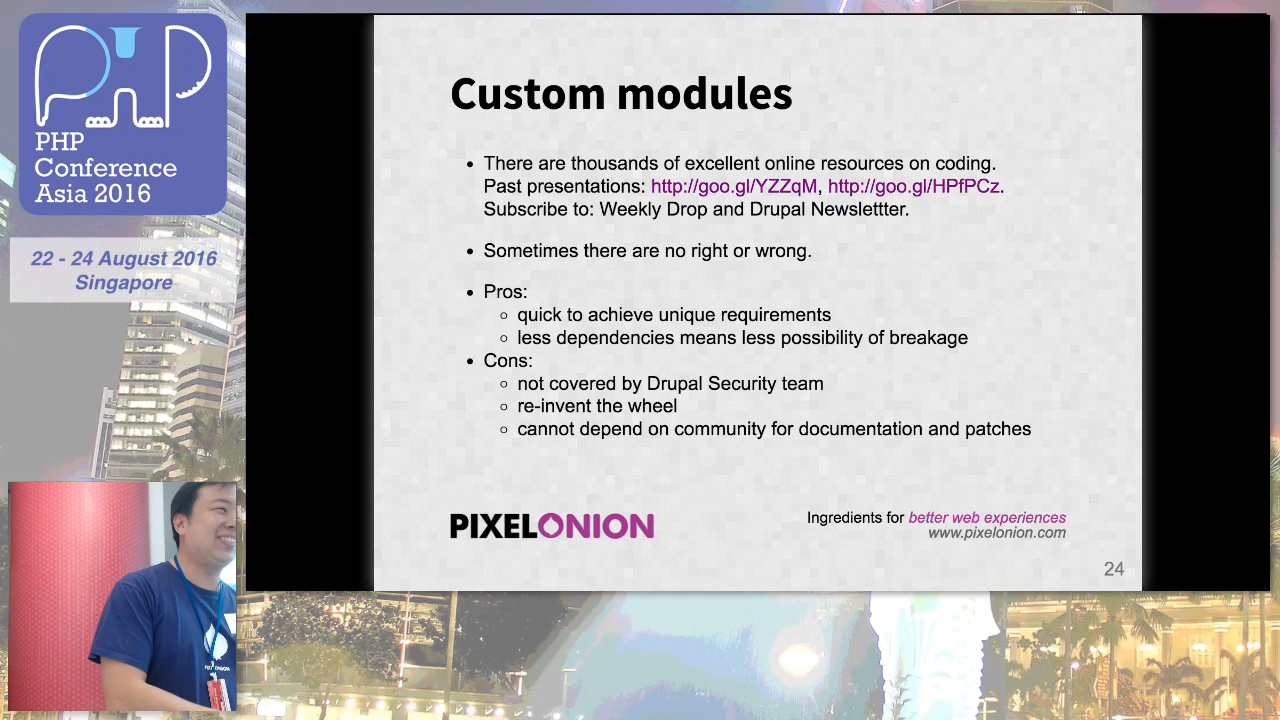 PHP
PHP
Conference
Asia 2016
22 - 24 August 2016
Singapore
Custom modules
• There are thousands of excellent online resources on coding.
Past presentations: http://goo.gl/YZZqM, http://goo.gl/HPfPCz.
Subscribe to: Weekly Drop and Drupal Newslettter.
• Sometimes there are no right or wrong.
• Pros:
◦ quick to achieve unique requirements
◦ less dependencies means less possibility of breakage
• Cons:
◦ not covered by Drupal Security team
◦ re-invent the wheel
◦ cannot depend on community for documentation and patches
PIXELONION
Ingredients for better web experiences
www.pixelonion.com
24